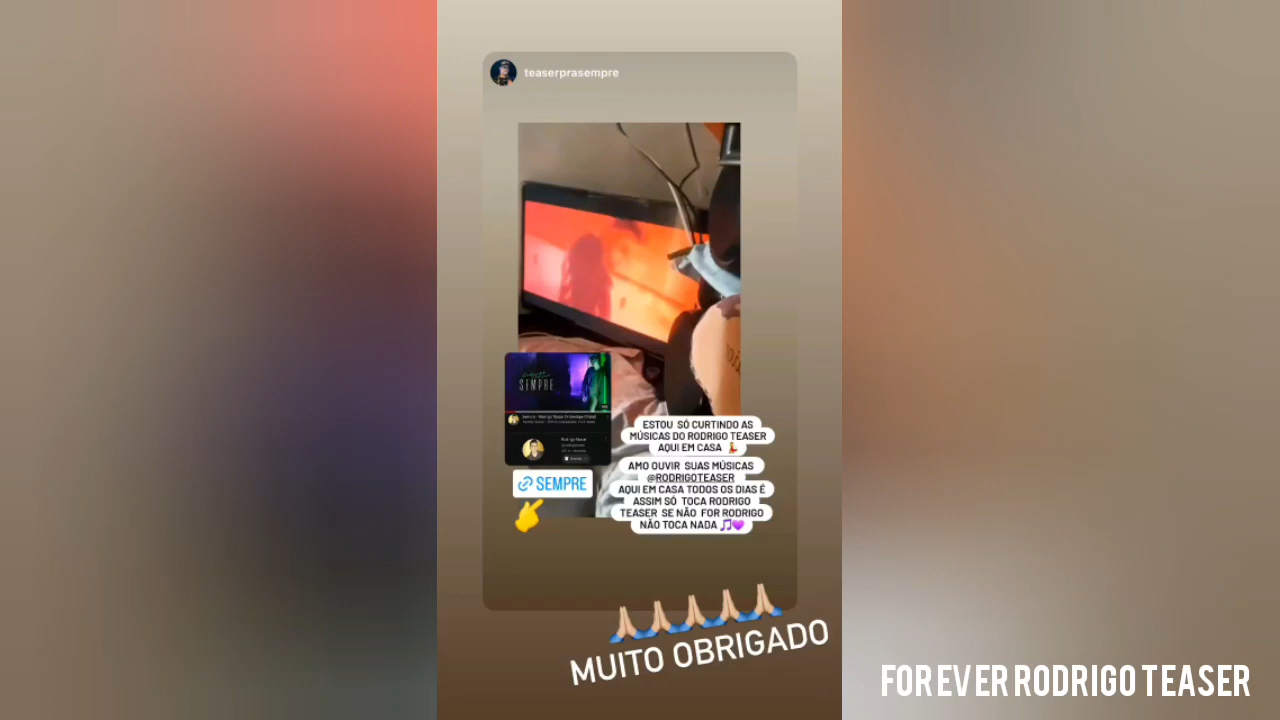 teaserprasempre
SEMPRE
ESTOU SÓ CURTINDO AS
MÚSICAS DO RODRIGO TEASER
AQUI EM CASA 💃
AMO OUVIR SUAS MÚSICAS
@RODRIGOTEASER
AQUI EM CASA TODOS OS DIAS É
ASSIM SÓ TOCA RODRIGO
TEASER SE NÃO FOR RODRIGO
NÃO TOCA NADA 🎵💜
SEMPRE
MUITO OBRIGADO
FOREVER RODRIGO TEASER